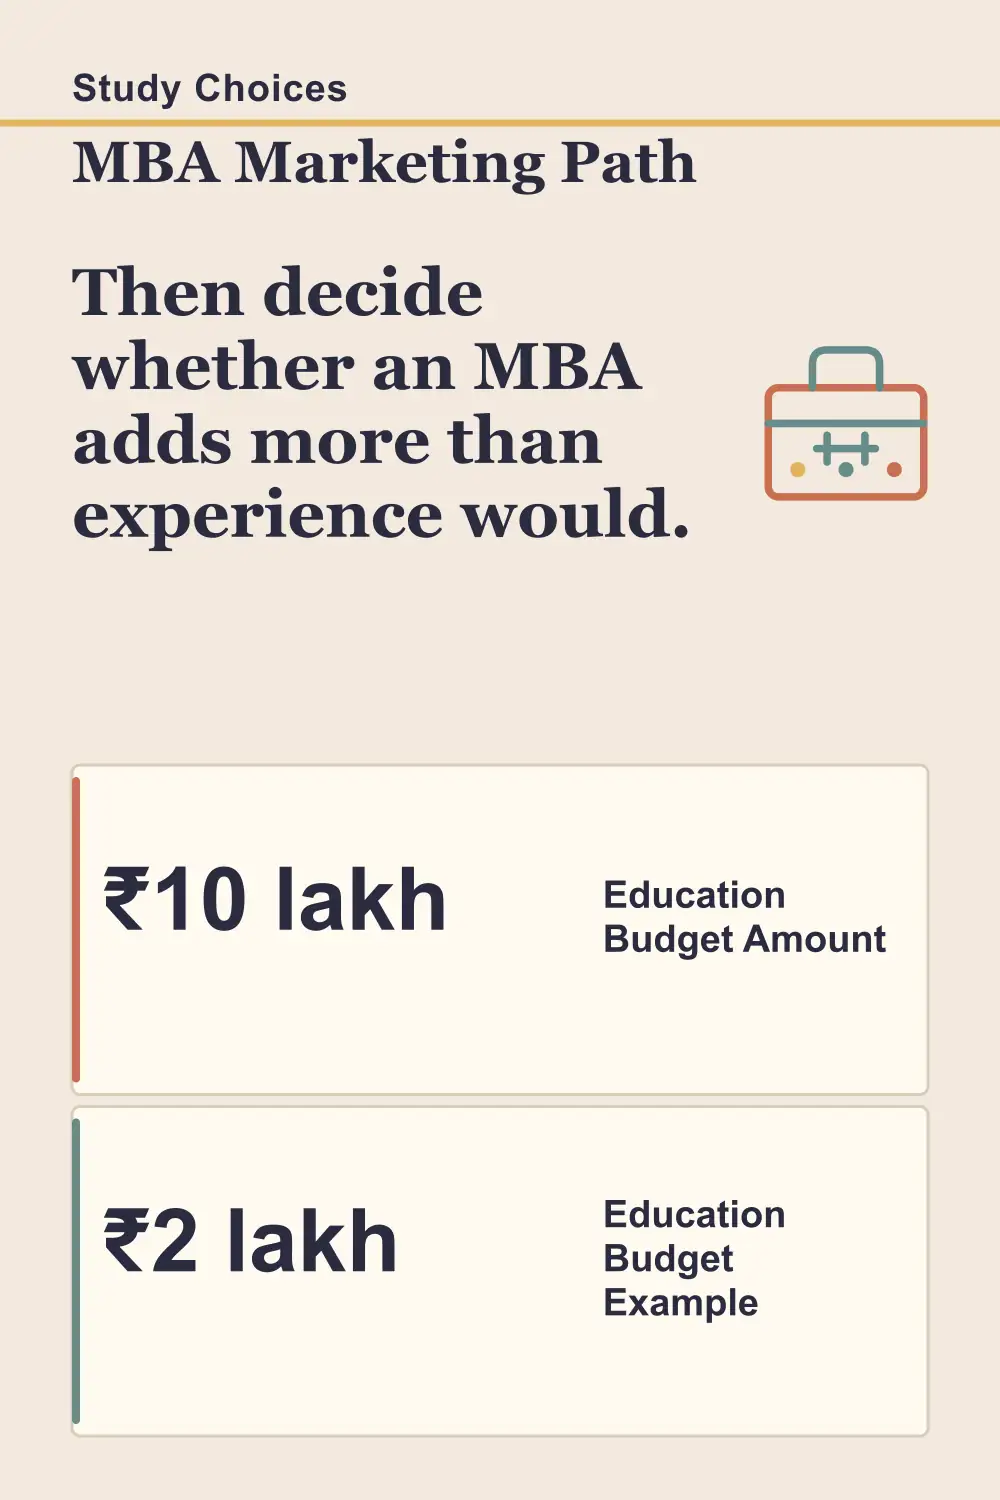 Study Choices
MBA Marketing Path
Then decide
whether an MBA
adds more than
experience would.
₹10 lakh
Education
Budget Amount
₹2 lakh
Education
Budget
Example